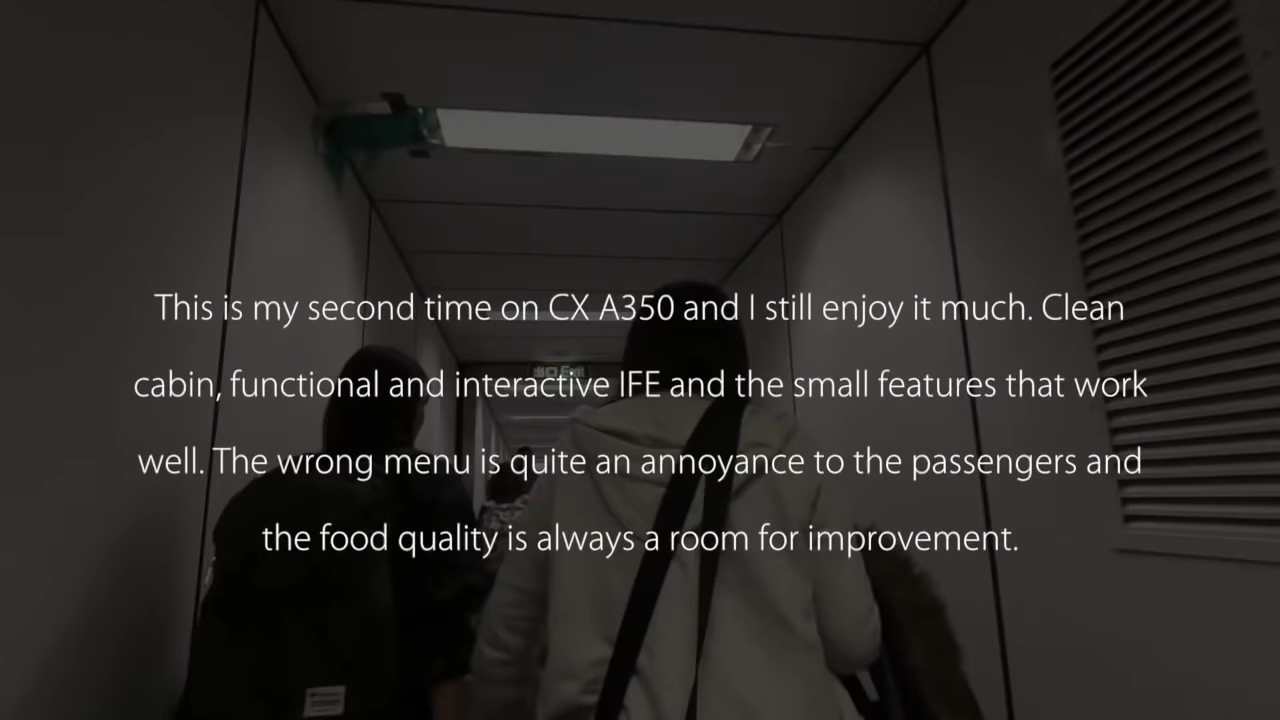 This is my second time on CX A350 and I still enjoy it much. Clean
cabin, functional and interactive IFE and the small features that work
well. The wrong menu is quite an annoyance to the passengers and
the food quality is always a room for improvement.
Exit